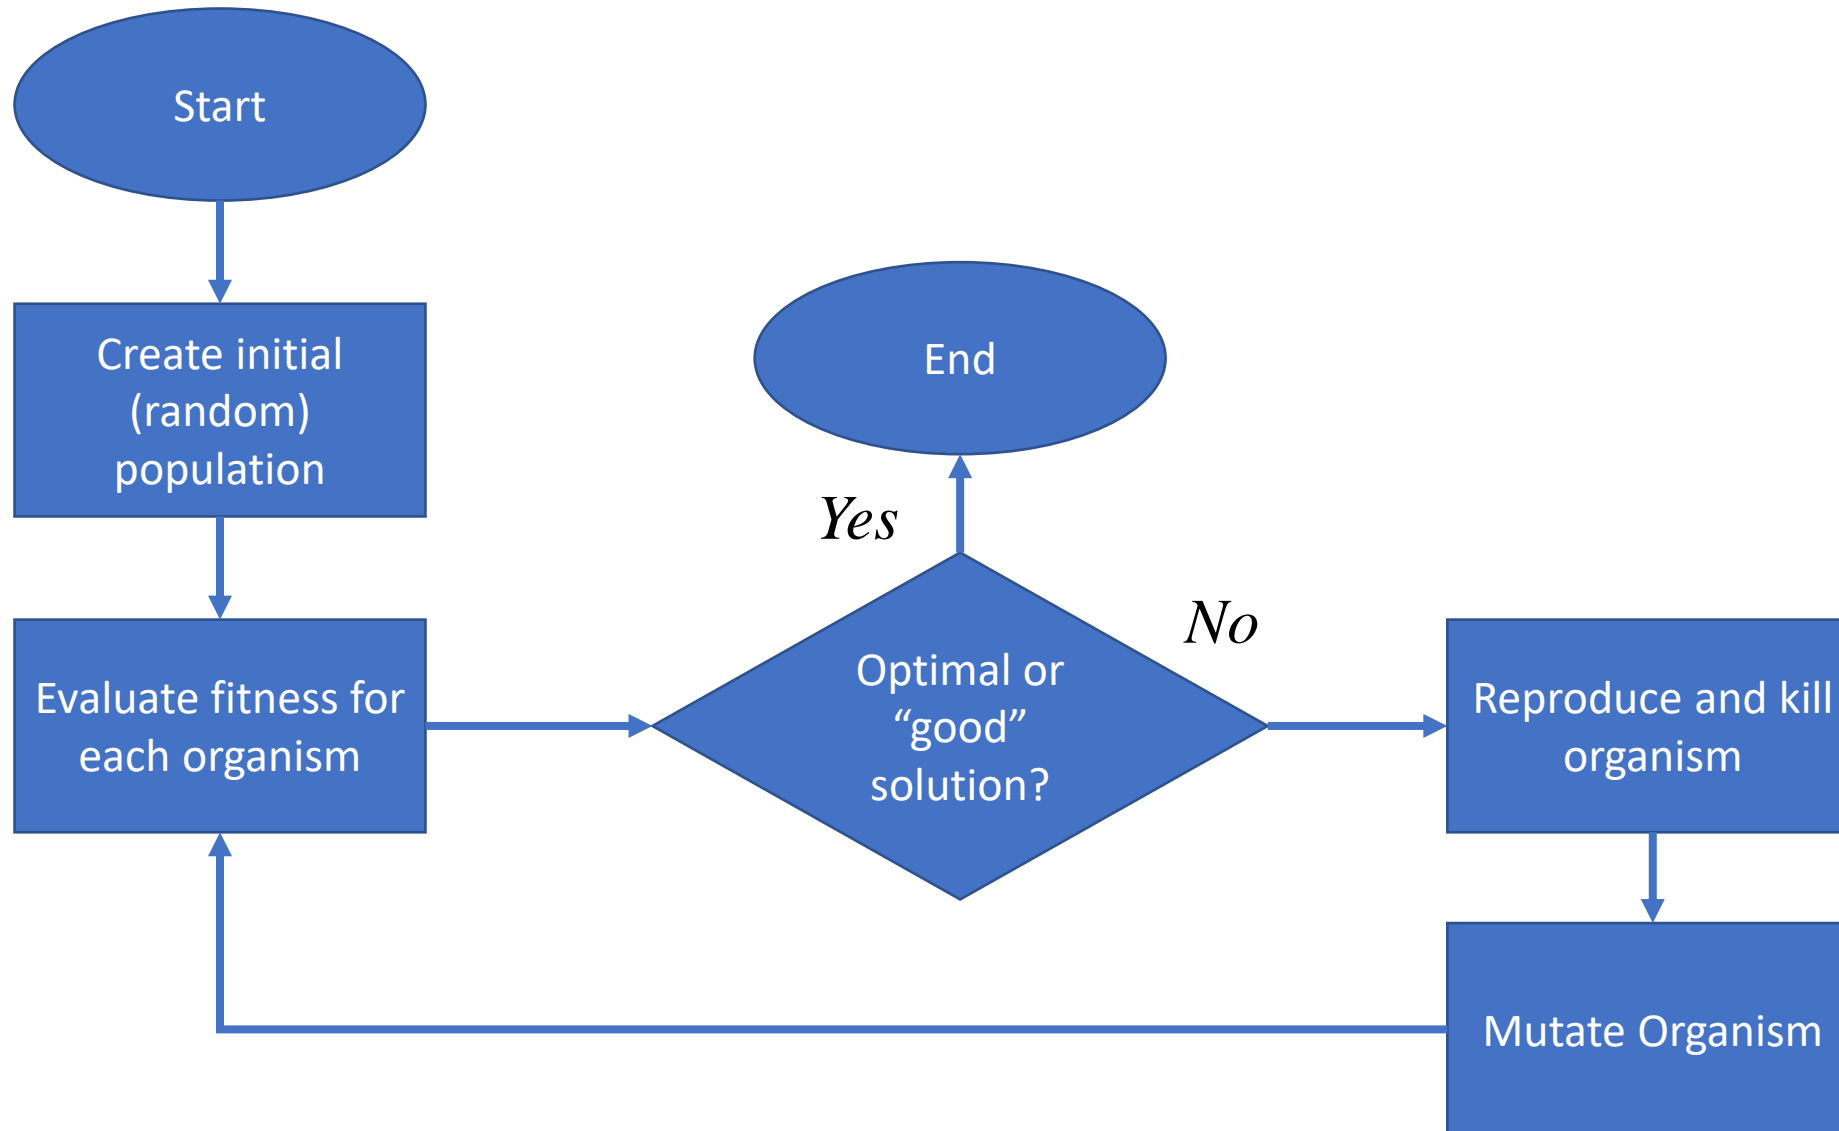 Start
Create initial
(random)
population
Evaluate fitness for
each organism
End
Yes
No
Optimal or
“good”
solution?
Reproduce and kill
organism
Mutate Organism